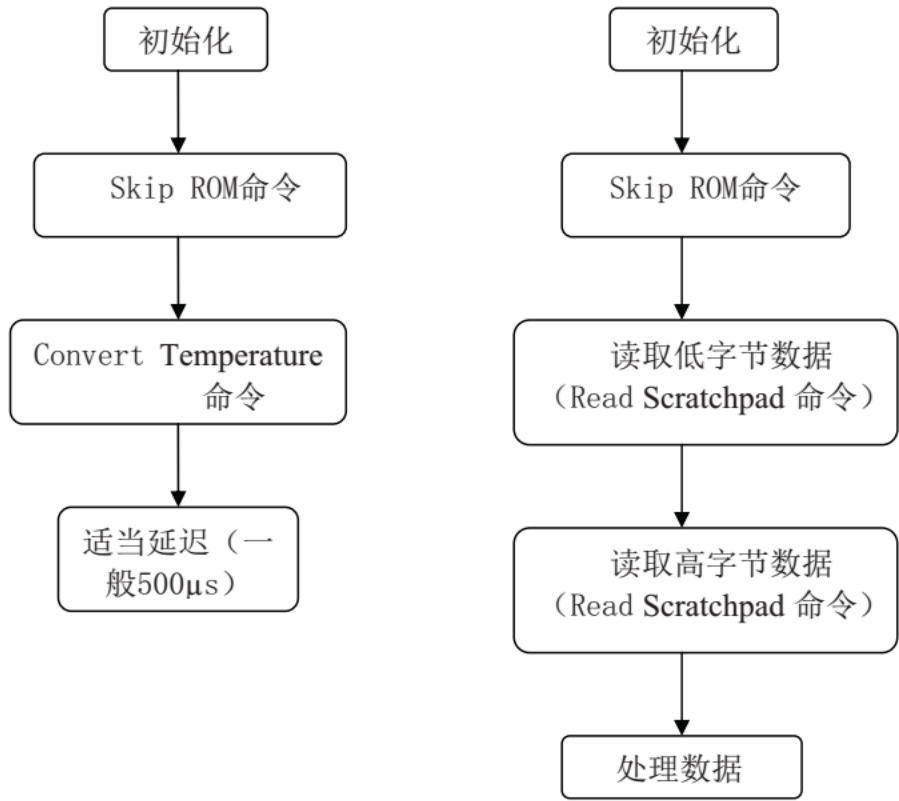 初始化
Skip ROM命令
Convert Temperature
命令
适当延迟（一
般500μs）
初始化
Skip ROM命令
读取低字节数据
（Read Scratchpad 命令）
读取高字节数据
（Read Scratchpad 命令）
处理数据